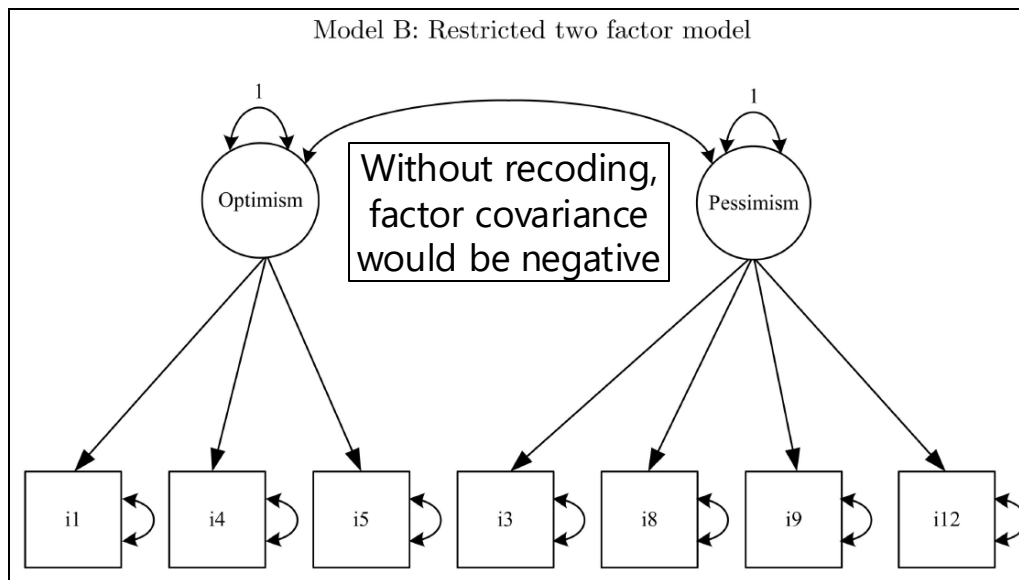 Model B: Restricted two factor model
1
1
Optimism
Without recoding,
factor covariance
would be negative
Pessimism
i1
i4
i5
i3
i8
i9
i12